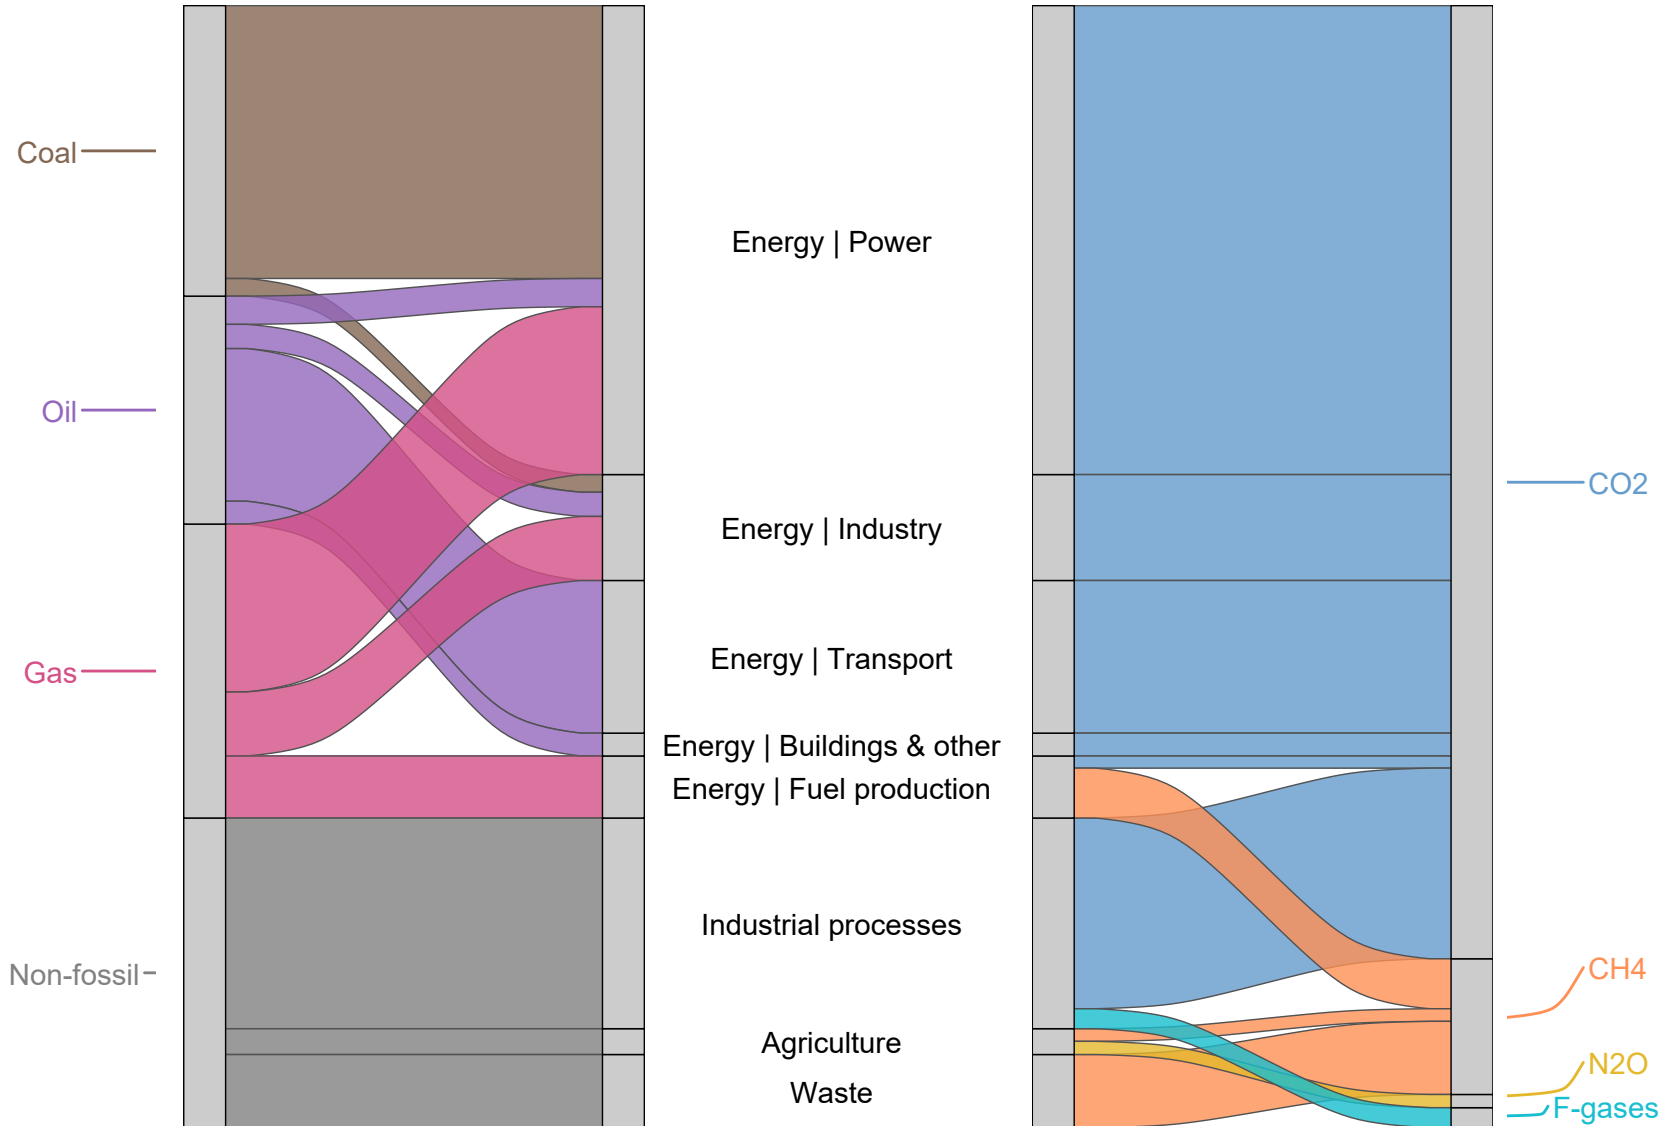 Coal
Oil
Gas
Non-fossil
Energy | Power
Energy | Industry
Energy | Transport
Energy | Buildings & other
Energy | Fuel production
Industrial processes
Agriculture
Waste
CO2
CH4
N2O
F-gases